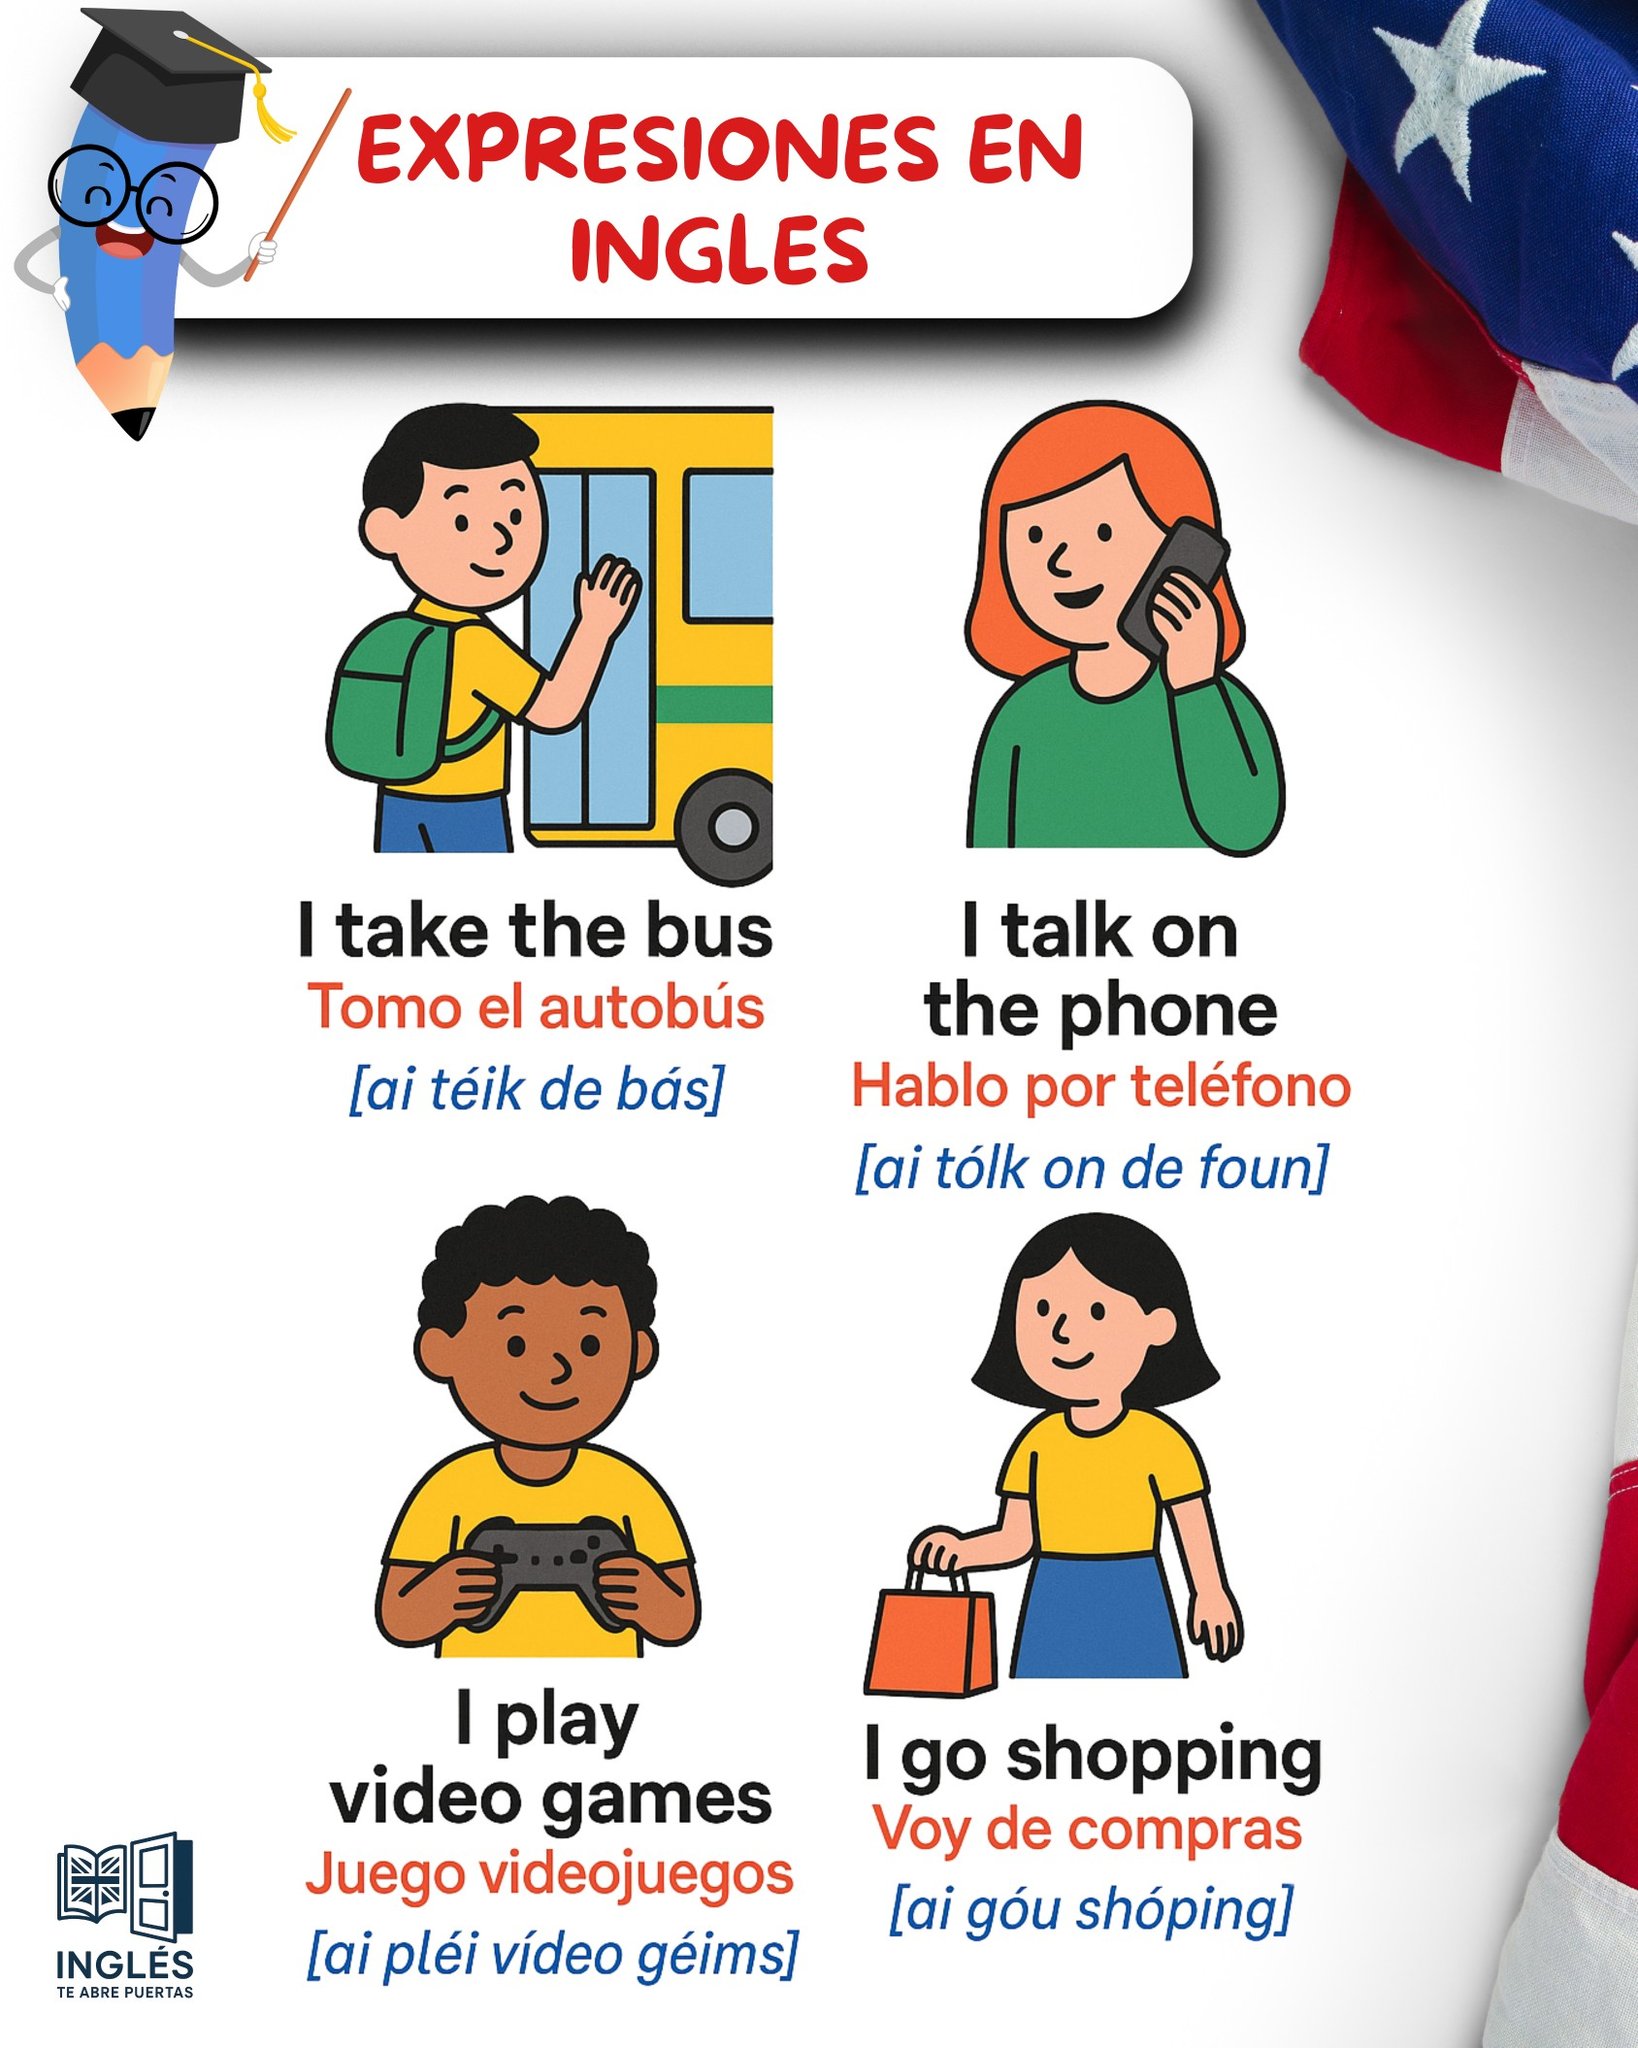 EXPRESIONES EN
INGLES
I take the bus
Tomo el autobús
[ai téik de bás]
I talk on
the phone
Hablo por teléfono
[ai tólk on de foun]
I play
video games
Juego videojuegos
[ai pléi vídeo géims]
I go shopping
Voy de compras
[ai góu shóping]
INGLÉS
TE ABRE PUERTAS